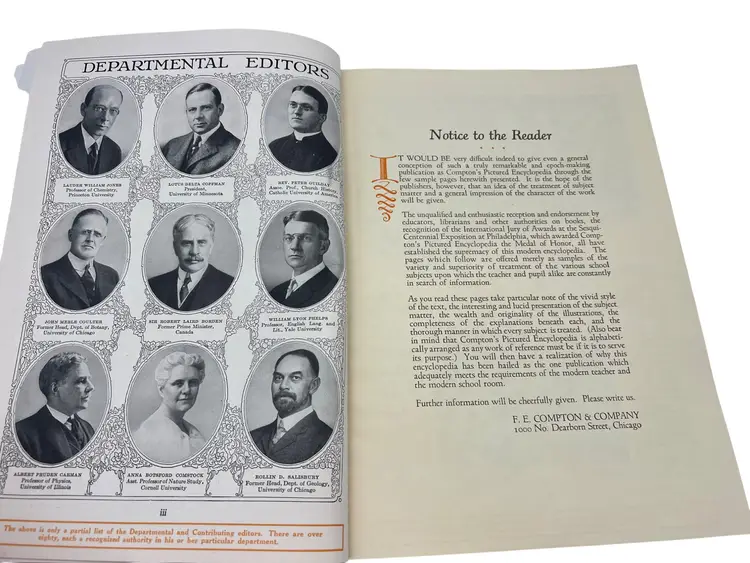 DEPARTMENTAL EDITORS
LAUDER WILLIAM JONES
Professor of Chemistry,
Princeton University
LOTUS DELTA COFFMAN
President,
University of Minnesota
REV. PETER GUILDAY
Assoc. Prof., Church History
Catholic University of America
JOHN MERLE COULTER
Former Head, Dept. of Botany,
University of Chicago
SIR ROBERT LAIRD BORDEN
Former Prime Minister,
Canada
WILLIAM LYON PHELPS
Professor, English Lang. and
Lit., Yale University
ALBERT PRUDEN CARMAN
Professor of Physics,
University of Illinois
ANNA BOTSFORD COMSTOCK
Asst. Professor of Nature Study,
Cornell University
ROLLIN D. SALISBURY
Former Head, Dept. of Geology,
University of Chicago
iii
The above is only a partial list of the Departmental and Contributing editors. There are over
eighty, each a recognized authority in his or her particular department.
Notice to the Reader
IT WOULD BE very difficult indeed to give even a general
conception of such a truly remarkable and epoch-making
publication as Compton's Pictured Encyclopedia through the
few sample pages herewith presented. It is the hope of the
publishers, however, that an idea of the treatment of subject
matter and a general impression of the character of the work
will be given.
The unqualified and enthusiastic reception and endorsement by
educators, librarians and other authorities on books, the
recognition of the International Jury of Awards at the Sesqui-
Centennial Exposition at Philadelphia, which awarded Comp-
ton's Pictured Encyclopedia the Medal of Honor, all have
established the supremacy of this modern encyclopedia. The
pages which follow are offered merely as samples of the
variety and superiority of treatment of the various school
subjects upon which the teacher and pupil alike are constantly
in search of information.
As you read these pages take particular note of the vivid style
of the text, the interesting and lucid presentation of the subject
matter, the wealth and originality of the illustrations, the
completeness of the explanations beneath each, and the
thorough manner in which every subject is treated. (Also bear
in mind that Compton's Pictured Encyclopedia is alphabeti-
cally arranged as any work of reference must be if it is to serve
its purpose.) You will then have a realization of why this
encyclopedia has been hailed as the one publication which
adequately meets the requirements of the modern teacher and
the modern school room.
Further information will be cheerfully given. Please write us.
F. E. COMPTON & COMPANY
1000 No. Dearborn Street, Chicago